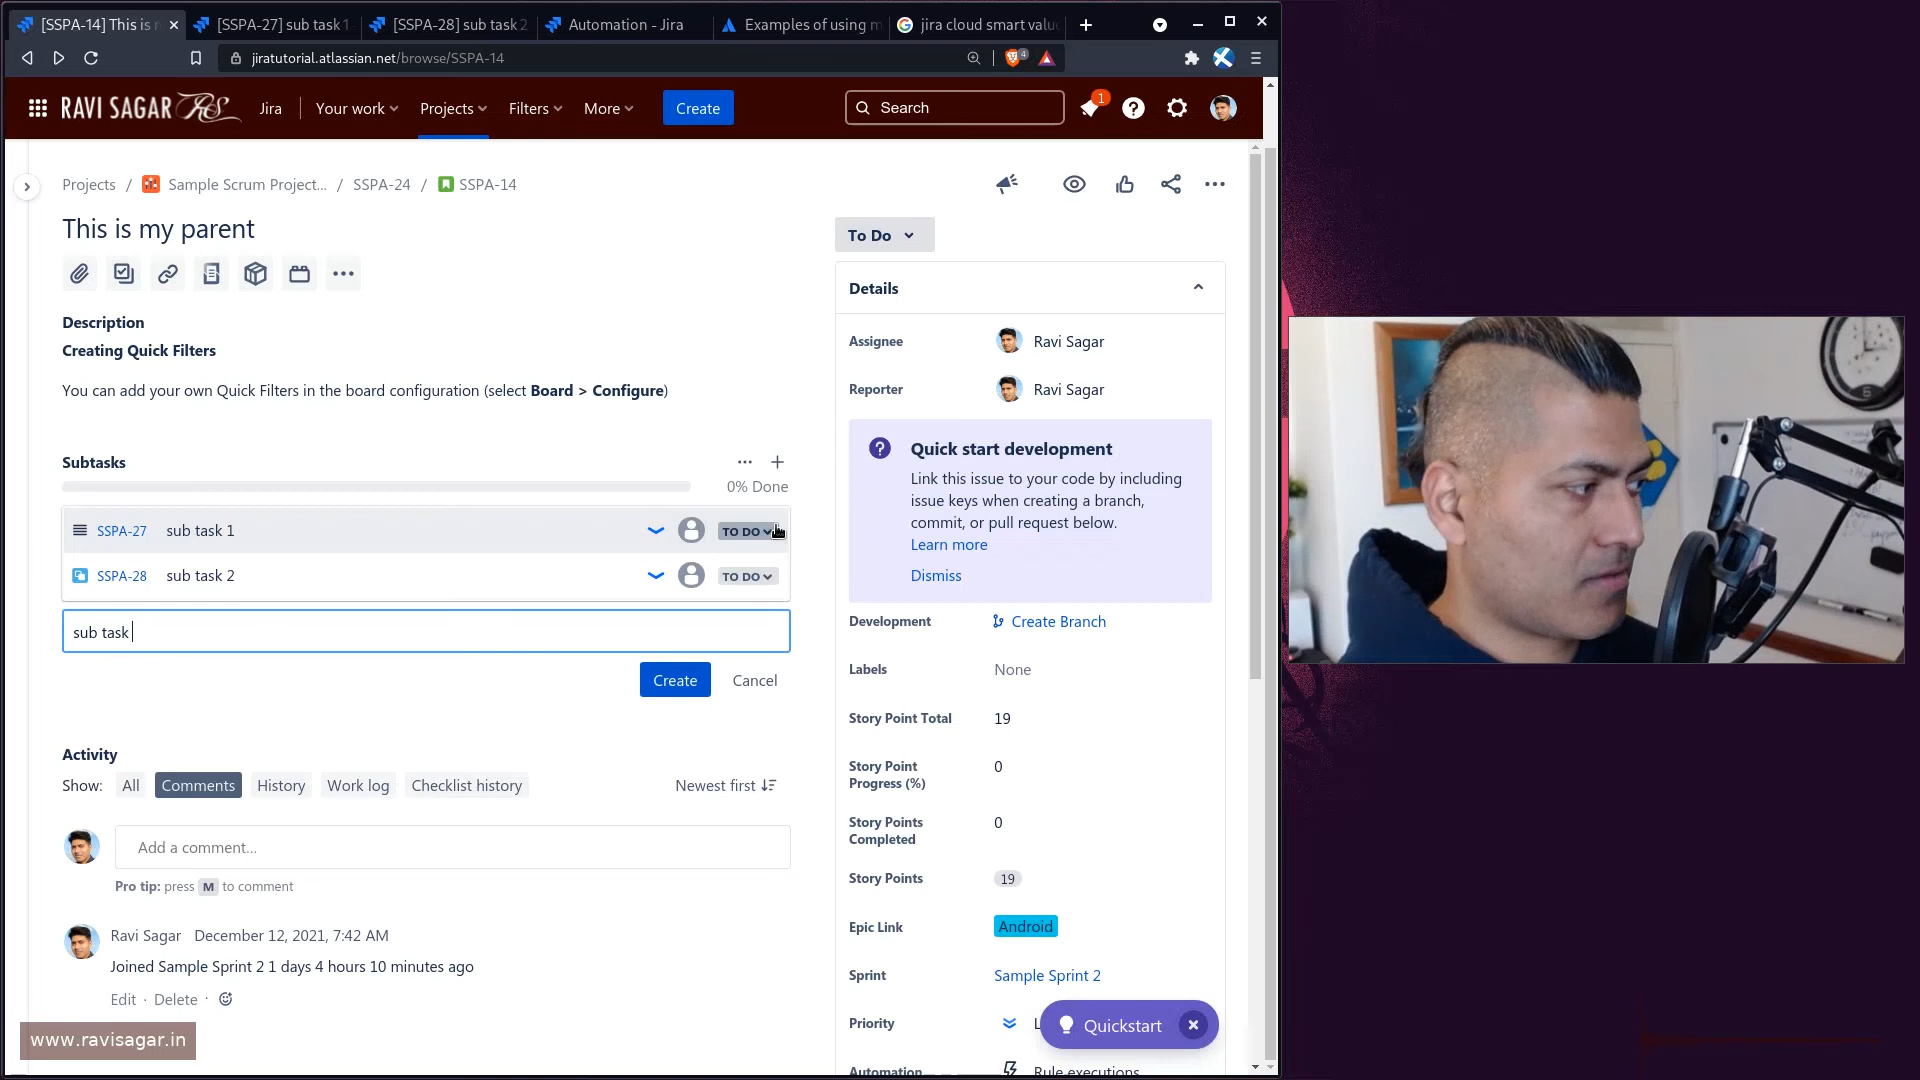 [SSPA-14] This is
[SSPA-27] sub task 1
[SSPA-28] sub task 2
Automation - Jira
Examples of using m
jira cloud smart valu
jiratutorial.atlassian.net/browse/SSPA-14
4
RAVI SAGAR RS
Jira
Your work
Projects
Filters
More
Create
Search
1
Projects / Sample Scrum Project... / SSPA-24 / SSPA-14
This is my parent
Description
Creating Quick Filters
You can add your own Quick Filters in the board configuration (select Board > Configure)
Subtasks
0% Done
SSPA-27 sub task 1 TO DO
SSPA-28 sub task 2 TO DO
sub task
Create Cancel
Activity
Show: All Comments History Work log Checklist history Newest first
Add a comment...
Pro tip: press M to comment
Ravi Sagar December 12, 2021, 7:42 AM
Joined Sample Sprint 2 1 days 4 hours 10 minutes ago
Edit · Delete ·
www.ravisagar.in
To Do
Details
Assignee Ravi Sagar
Reporter Ravi Sagar
Quick start development
Link this issue to your code by including
issue keys when creating a branch,
commit, or pull request below.
Learn more
Dismiss
Development Create Branch
Labels None
Story Point Total 19
Story Point
Progress (%) 0
Story Points
Completed 0
Story Points 19
Epic Link Android
Sprint Sample Sprint 2
Priority L
Quickstart
Automation Rule executions